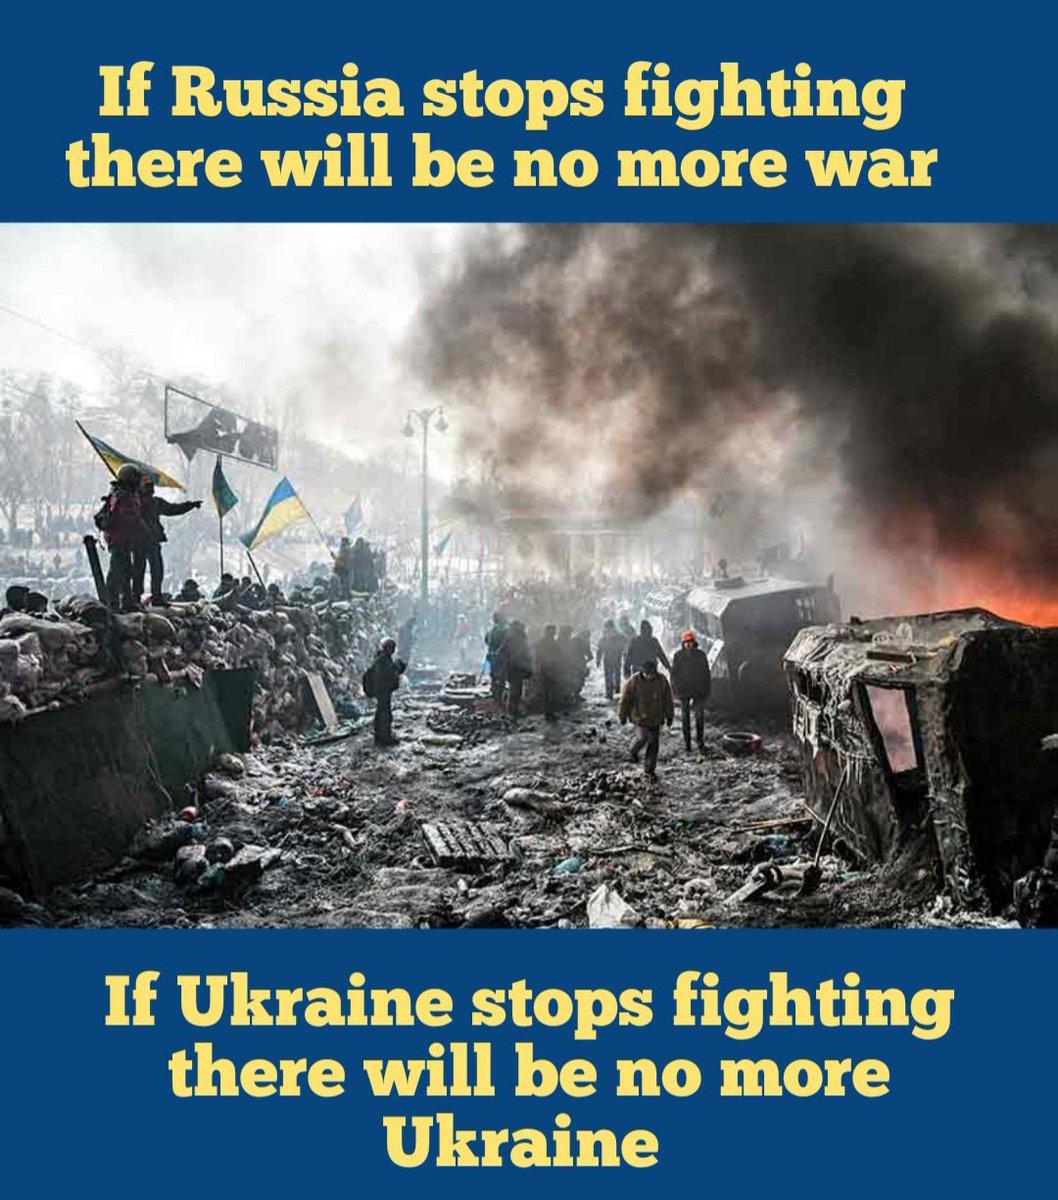 If Russia stops fighting
there will be no more war
If Ukraine stops fighting
there will be no more
Ukraine